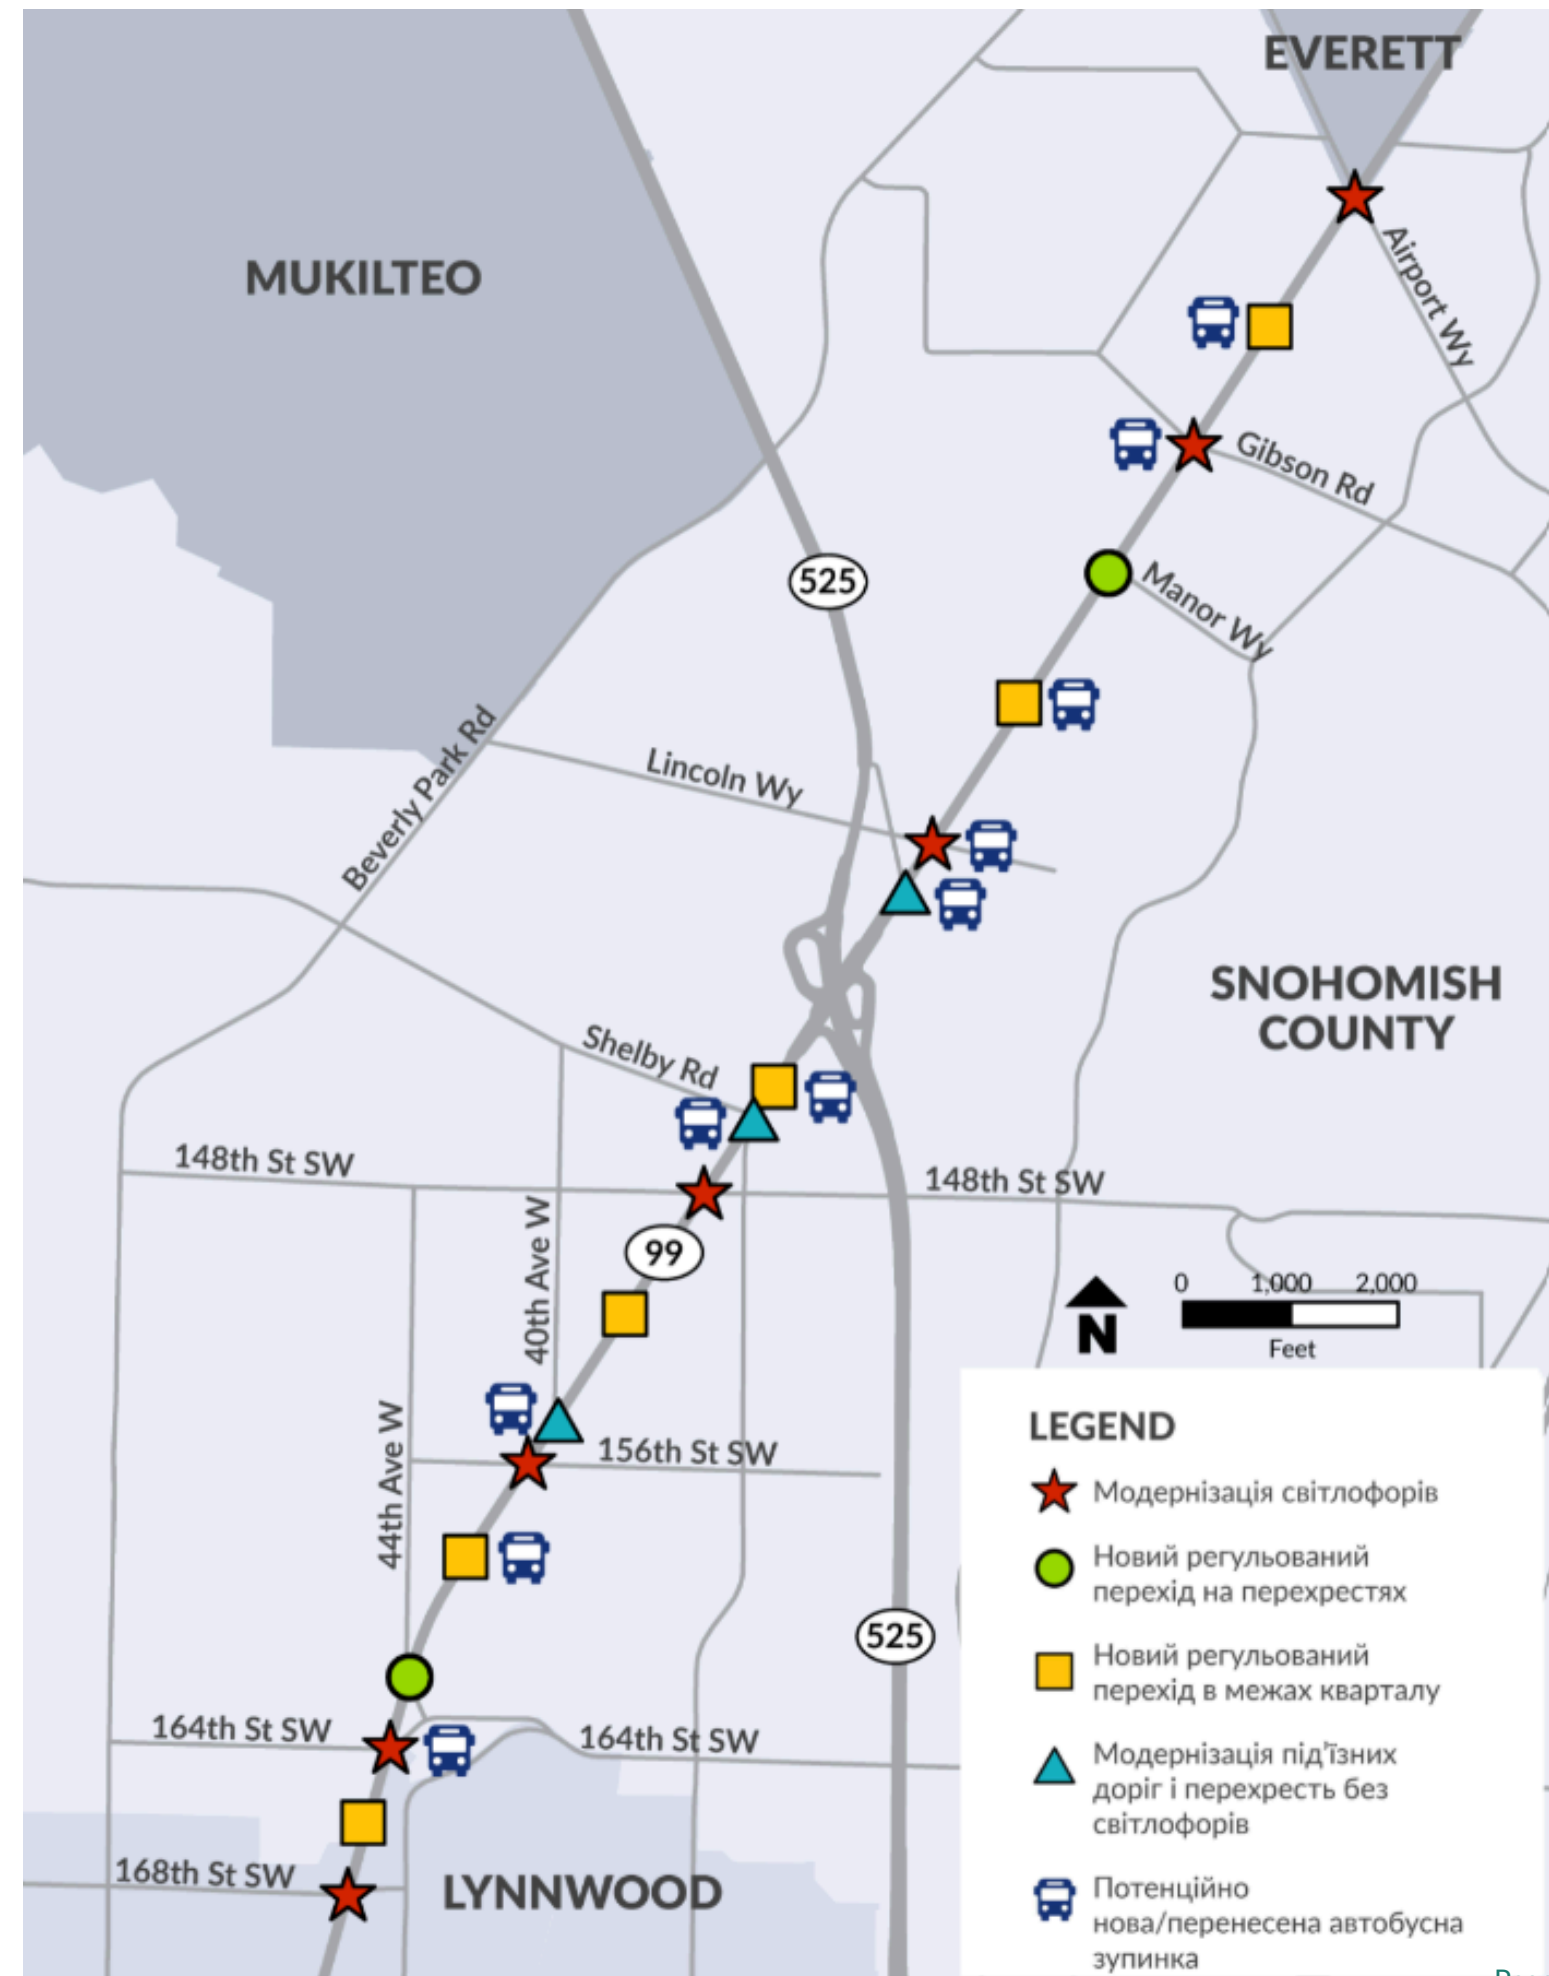 EVERETT
MUKILTEO
Airport Wy
Gibson Rd
525
Manor Wy
Beverly Park Rd
Lincoln Wy
SNOHOMISH
COUNTY
Shelby Rd
148th St SW
148th St SW
99
40th Ave W
0 1,000 2,000
N
Feet
44th Ave W
156th St SW
525
164th St SW
164th St SW
168th St SW
LYNNWOOD
LEGEND
Модернізація світлофорів
Новий регульований
перехід на перехрестях
Новий регульований
перехід в межах кварталу
Модернізація під'їзних
доріг і перехресть без
світлофорів
Потенційно
нова/перенесена автобусна
зупинка